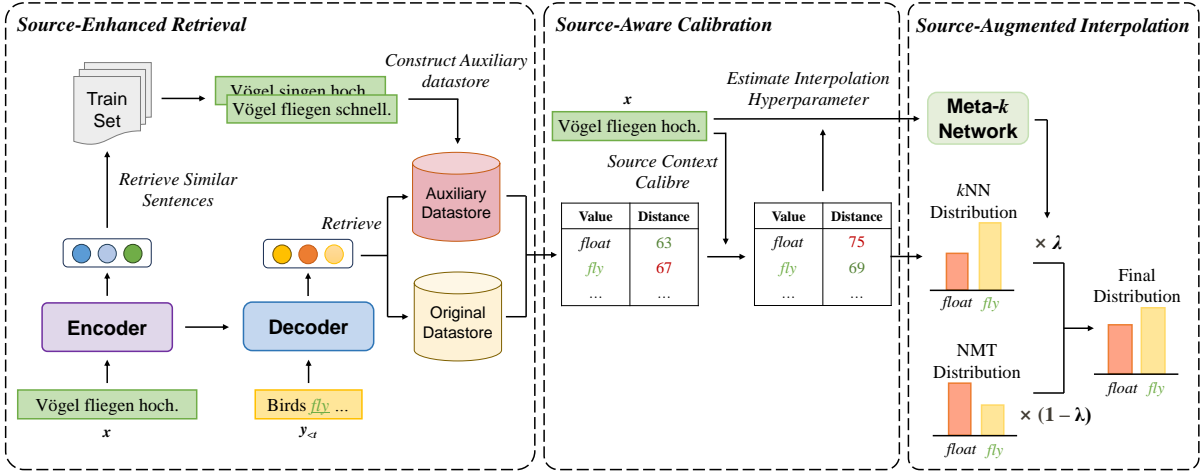 Source-Enhanced Retrieval
Train
Set
Vögel singen hoch.
Vögel fliegen schnell.
Construct Auxiliary
datastore
Retrieve Similar
Sentences
Retrieve
Auxiliary
Datastore
Original
Datastore
Encoder
Decoder
Vögel fliegen hoch.
Birds fly ...
x
y<t
Source-Aware Calibration
Estimate Interpolation
Hyperparameter
x
Vögel fliegen hoch.
Source Context
Calibre
Value Distance
float 63
fly 67
... ...
Value Distance
float 75
fly 69
... ...
Source-Augmented Interpolation
Meta-k
Network
kNN
Distribution
× λ
float fly
NMT
Distribution
× (1 − λ)
float fly
Final
Distribution
float fly